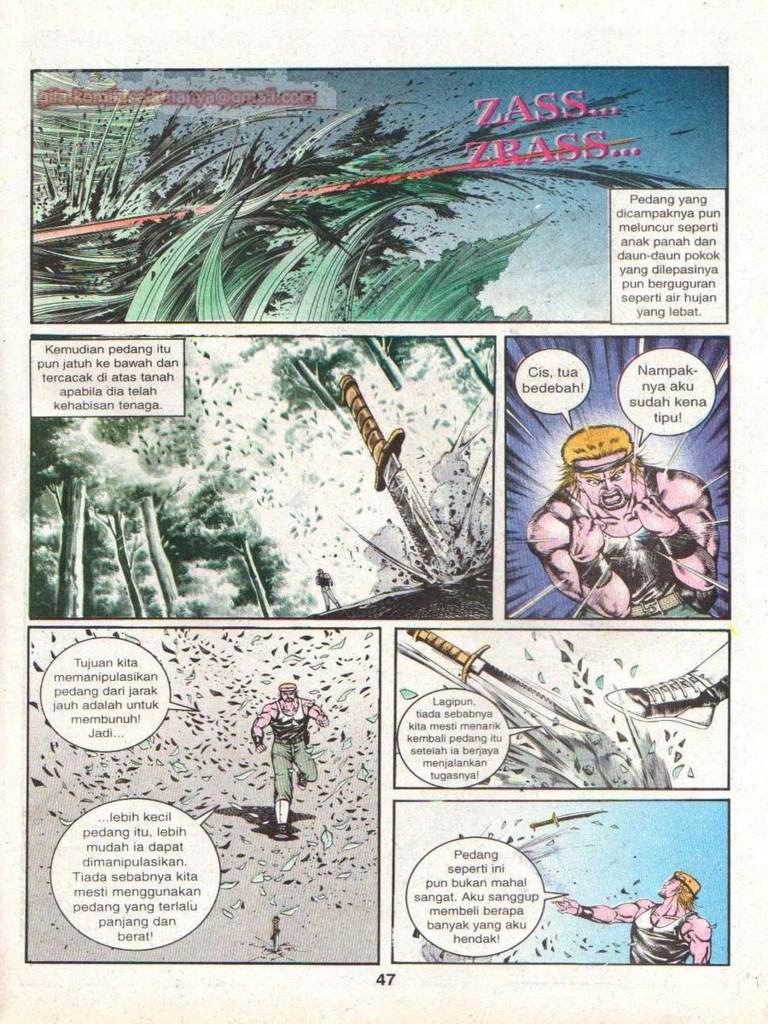 ZASS...
ZRASS...
Pedang yang
dicampaknya pun
meluncur seperti
anak panah dan
daun-daun pokok
yang dilepasinya
pun berguguran
seperti air hujan
yang lebat.
Kemudian pedang itu
pun jatuh ke bawah dan
tercacak di atas tanah
apabila dia telah
kehabisan tenaga.
Cis, tua
bedebah!
Nampak-
nya aku
sudah kena
tipu!
Tujuan kita
memanipulasikan
pedang dari jarak
jauh adalah untuk
membunuh!
Jadi...
...lebih kecil
pedang itu, lebih
mudah ia dapat
dimanipulasikan.
Tiada sebabnya kita
mesti menggunakan
pedang yang terlalu
panjang dan
berat!
Lagipun,
tiada sebabnya
kita mesti menarik
kembali pedang itu
setelah ia berjaya
menjalankan
tugasnya!
Pedang
seperti ini
pun bukan mahal
sangat. Aku sanggup
membeli berapa
banyak yang aku
hendak!
47